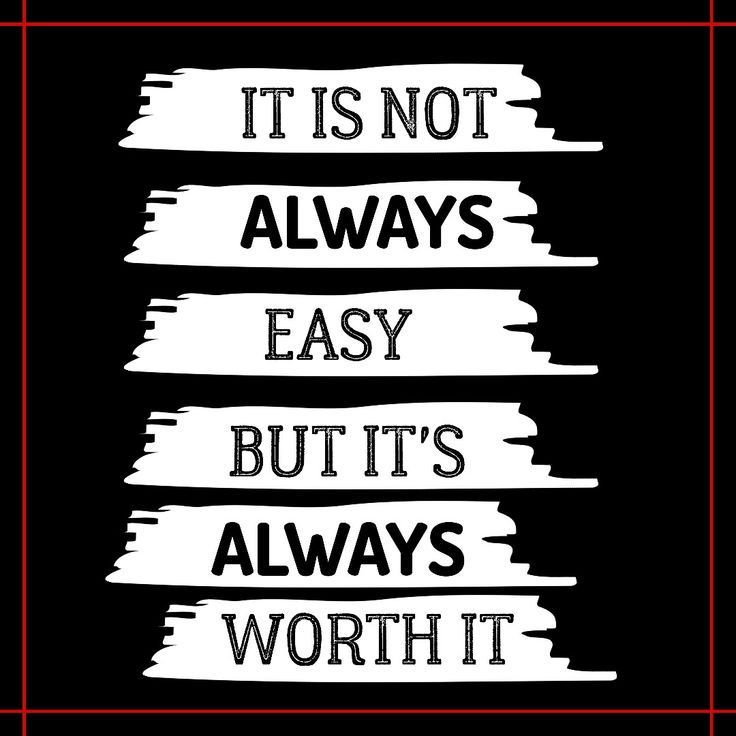 IT IS NOT
ALWAYS
EASY
BUT IT'S
ALWAYS
WORTH IT